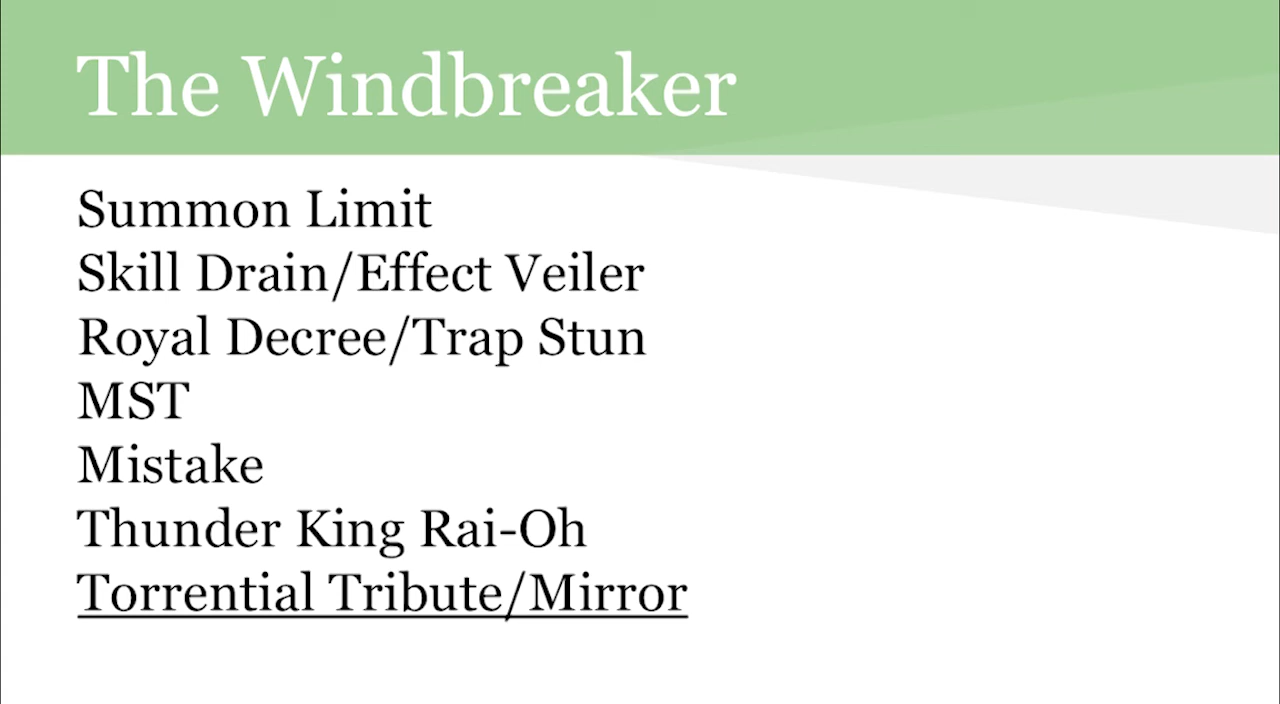 The Windbreaker
Summon Limit
Skill Drain/Effect Veiler
Royal Decree/Trap Stun
MST
Mistake
Thunder King Rai-Oh
Torrential Tribute/Mirror